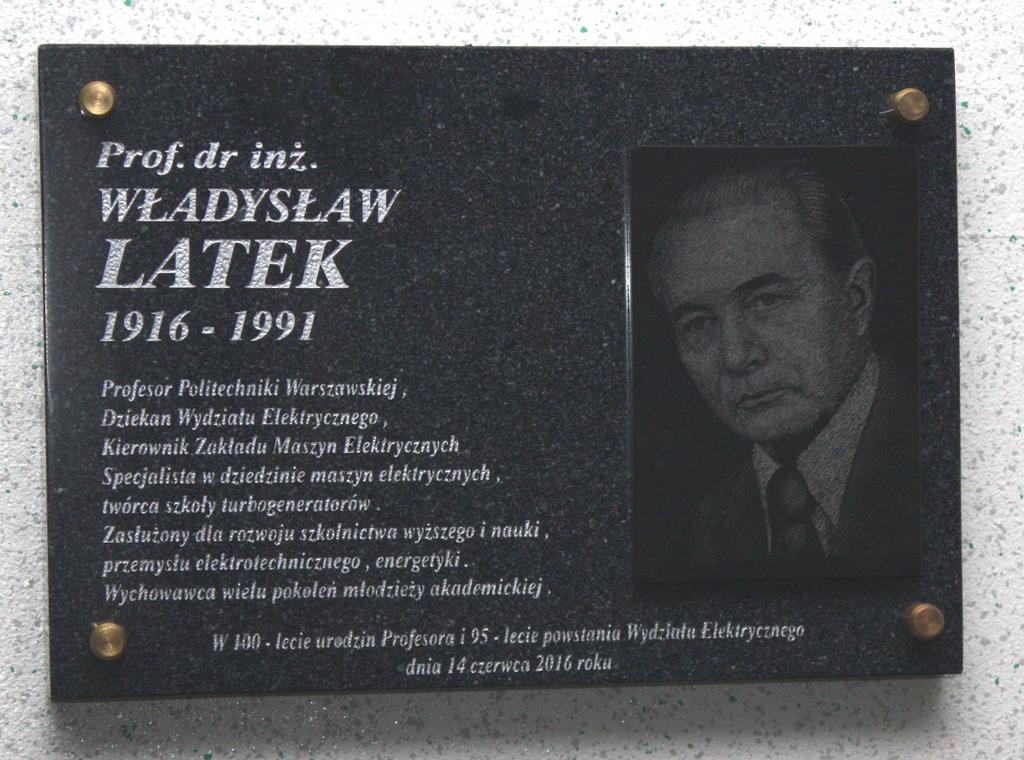 Prof. dr inż.
WŁADYSŁAW
LATEK
1916 - 1991
Profesor Politechniki Warszawskiej ,
Dziekan Wydziału Elektrycznego ,
Kierownik Zakładu Maszyn Elektrycznych
Specjalista w dziedzinie maszyn elektrycznych ,
twórca szkoły turbogeneratorów .
Zasłużony dla rozwoju szkolnictwa wyższego i nauki ,
przemysłu elektrotechnicznego , energetyki .
Wychowawca wielu pokoleń młodzieży akademickiej .
W 100 - lecie urodzin Profesora i 95 - lecie powstania Wydziału Elektrycznego
dnia 14 czerwca 2016 roku